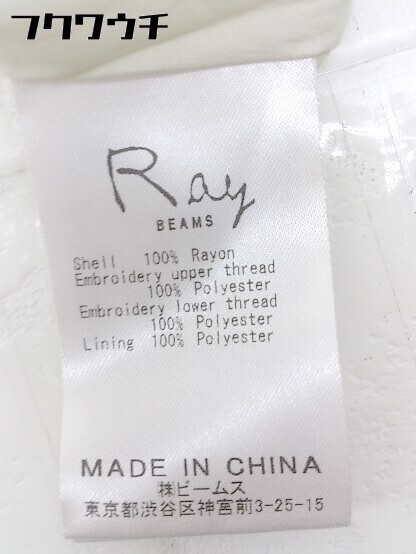 フクワウチ
Ray
BEAMS
Shell 100% Rayon
Embroidery upper thread
100% Polyester
Embroidery lower thread
100% Polyester
Lining 100% Polyester
MADE IN CHINA
㈱ビームス
東京都渋谷区神宮前3-25-15